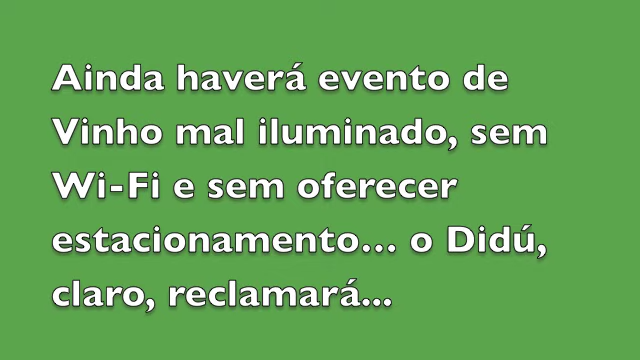 Ainda haverá evento de
Vinho mal iluminado, sem
Wi-Fi e sem oferecer
estacionamento... o Didú,
claro, reclamará...